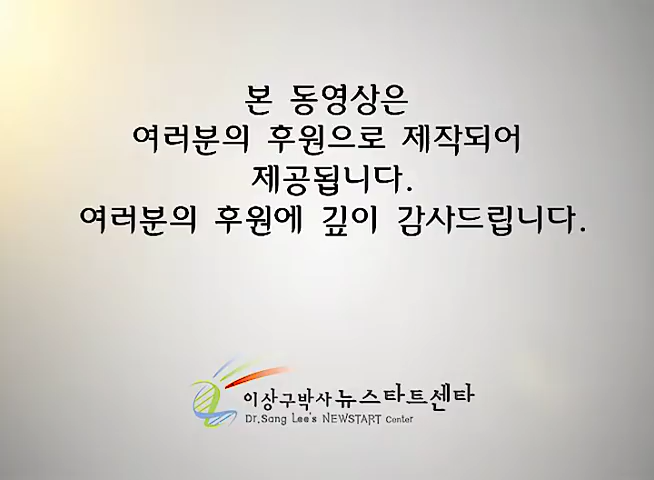 본 동영상은
여러분의 후원으로 제작되어
제공됩니다.
여러분의 후원에 깊이 감사드립니다.
이상구박사 뉴스타트센타
Dr.Sang Lee's NEWSTART Center